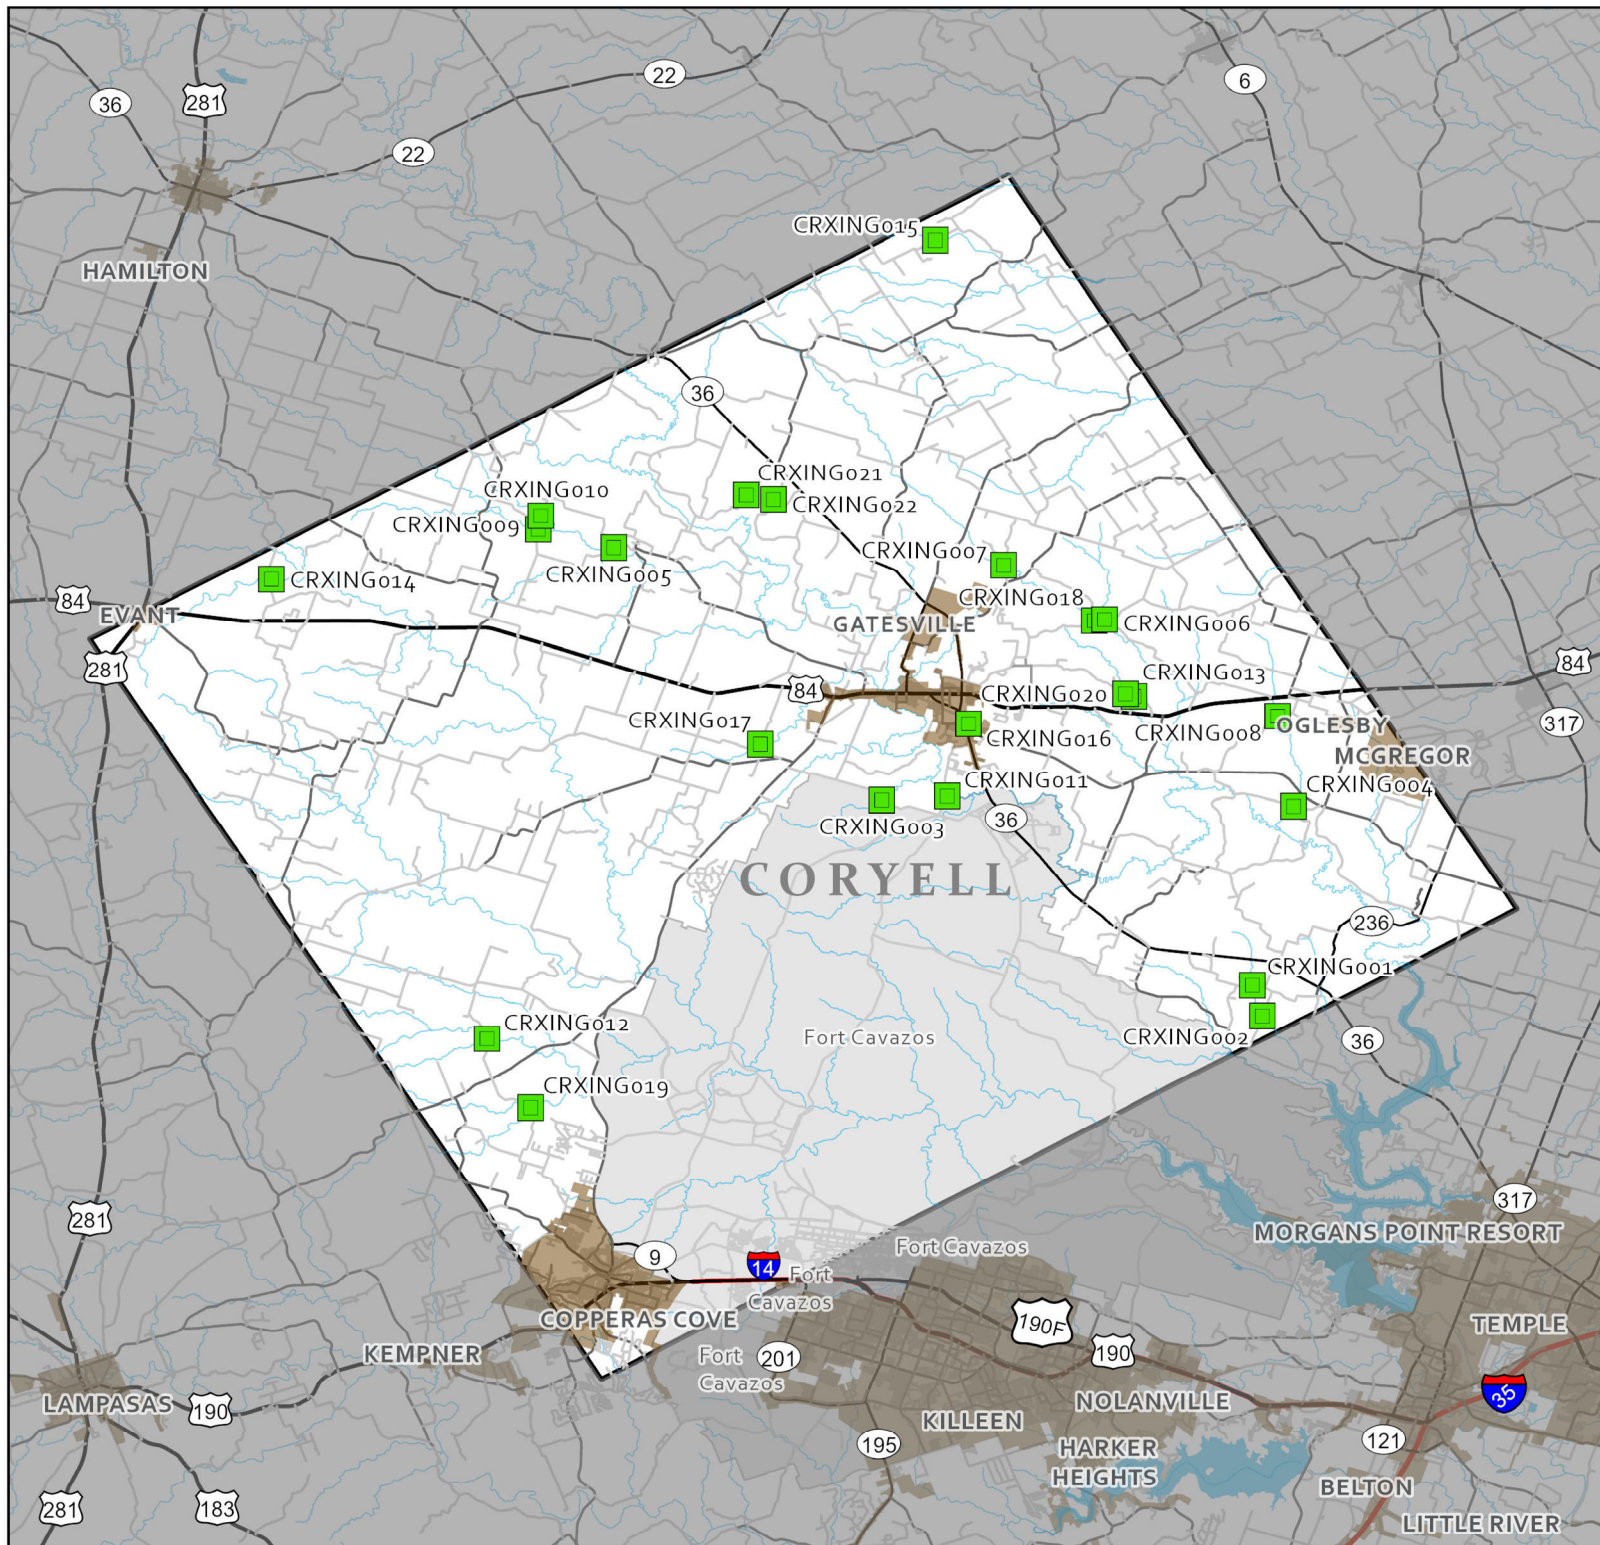 22
6
36
281
22
CRXING015
HAMILTON
36
CRXING021
CRXING010
CRXING022
CRXING009
CRXING007
CRXING005
CRXING014
CRXING018
84
EVANT
GATESVILLE
CRXING006
281
84
CRXING013
84
CRXING020
CRXING017
317
OGLESBY
CRXING008
CRXING016
MCGREGOR
CRXING011
CRXING004
36
CRXING003
CORYELL
236
CRXING001
CRXING012
Fort Cavazos
CRXING002
36
CRXING019
317
281
MORGANS POINT RESORT
Fort Cavazos
9
14
Fort
Cavazos
COPPERAS COVE
190F
TEMPLE
KEMPNER
Fort
Cavazos
201
190
35
LAMPASAS
190
NOLANVILLE
KILLEEN
195
121
HARKER
HEIGHTS
BELTON
281
183
LITTLE RIVER